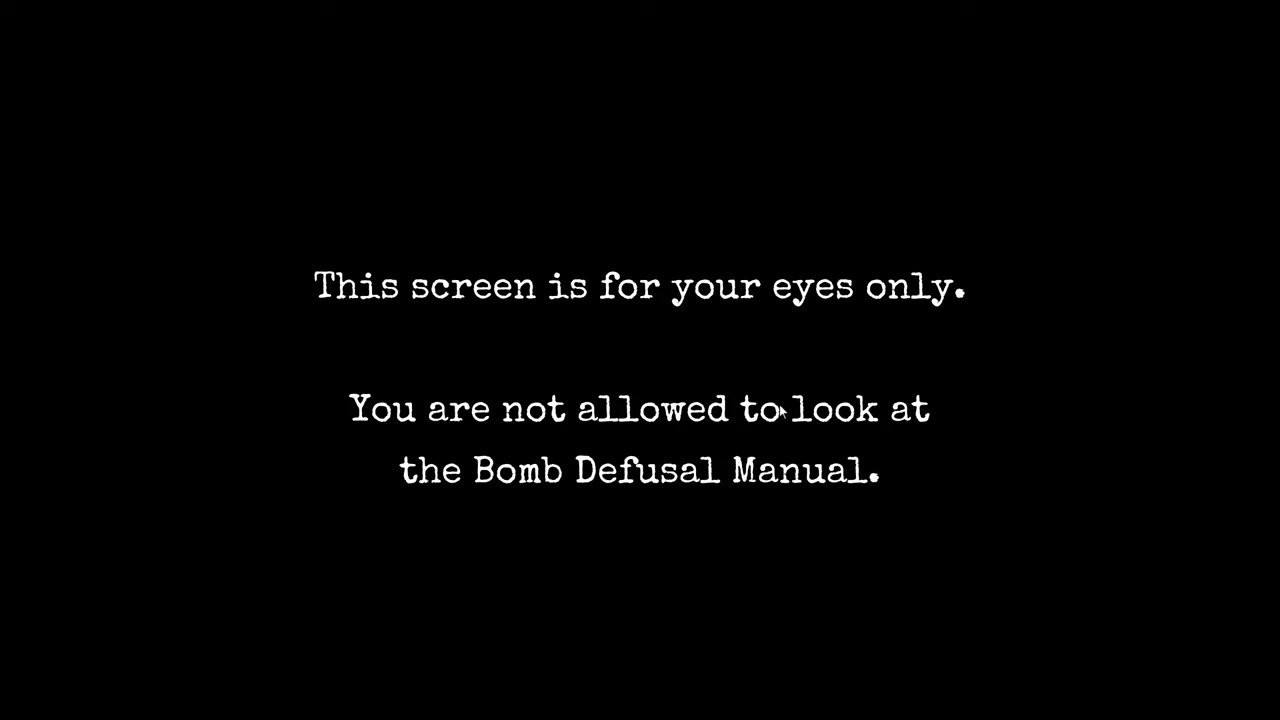 This screen is for your eyes only.
You are not allowed to look at
the Bomb Defusal Manual.